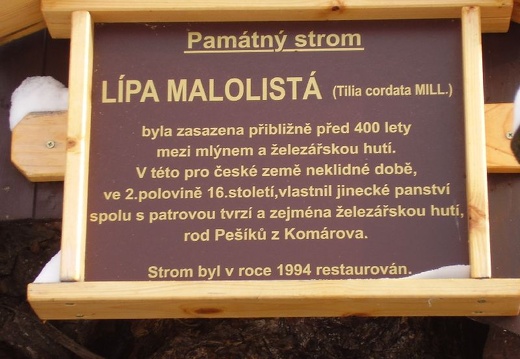 Památný strom
LÍPA MALOLISTÁ (Tilia cordata MILL.)
byla zasazena přibližně před 400 lety
mezi mlýnem a železářskou hutí.
V této pro české země neklidné době,
ve 2.polovině 16.století,vlastnil jinecké panství
spolu s patrovou tvrzí a zejména železářskou hutí,
rod Pešíků z Komárova.
Strom byl v roce 1994 restaurován.